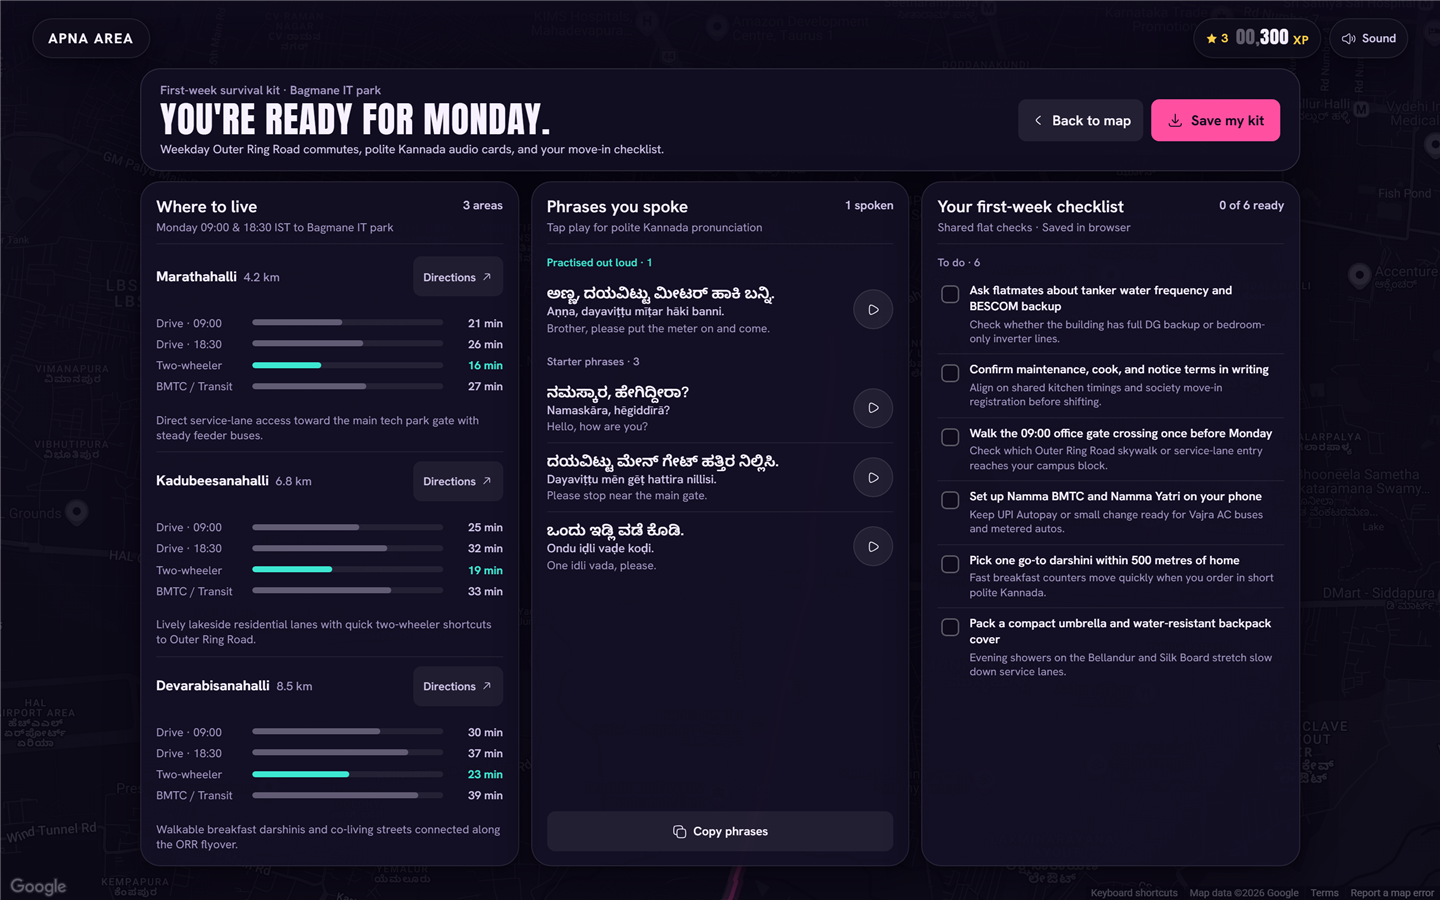 APNA AREA
3 00,300 XP
Sound
First-week survival kit · Bagmane IT park
YOU'RE READY FOR MONDAY.
Weekday Outer Ring Road commutes, polite Kannada audio cards, and your move-in checklist.
Back to map
Save my kit
Where to live
3 areas
Monday 09:00 & 18:30 IST to Bagmane IT park
Marathahalli 4.2 km
Directions
Drive · 09:00 21 min
Drive · 18:30 26 min
Two-wheeler 16 min
BMTC / Transit 27 min
Direct service-lane access toward the main tech park gate with
steady feeder buses.
Kadubeesanahalli 6.8 km
Directions
Drive · 09:00 25 min
Drive · 18:30 32 min
Two-wheeler 19 min
BMTC / Transit 33 min
Lively lakeside residential lanes with quick two-wheeler shortcuts
to Outer Ring Road.
Devarabisanahalli 8.5 km
Directions
Drive · 09:00 30 min
Drive · 18:30 37 min
Two-wheeler 23 min
BMTC / Transit 39 min
Walkable breakfast darshinis and co-living streets connected along
the ORR flyover.
Phrases you spoke
1 spoken
Tap play for polite Kannada pronunciation
Practised out loud · 1
ಅಣ್ಣ, ದಯವಿಟ್ಟು ಮೀಟರ್ ಹಾಕಿ ಬನ್ನಿ.
Aṇṇa, dayaviṭṭu mīṭar hāki banni.
Brother, please put the meter on and come.
Starter phrases · 3
ನಮಸ್ಕಾರ, ಹೇಗಿದ್ದೀರಾ?
Namaskāra, hēgiddīrā?
Hello, how are you?
ದಯವಿಟ್ಟು ಮೇನ್ ಗೇಟ್ ಹತ್ತಿರ ನಿಲ್ಲಿಸಿ.
Dayaviṭṭu mēn gēṭ hattira nillisi.
Please stop near the main gate.
ಒಂದು ಇಡ್ಲಿ ವಡೆ ಕೊಡಿ.
Ondu iḍli vaḍe koḍi.
One idli vada, please.
Copy phrases
Your first-week checklist
0 of 6 ready
Shared flat checks · Saved in browser
To do · 6
Ask flatmates about tanker water frequency and
BESCOM backup
Check whether the building has full DG backup or bedroom-
only inverter lines.
Confirm maintenance, cook, and notice terms in writing
Align on shared kitchen timings and society move-in
registration before shifting.
Walk the 09:00 office gate crossing once before Monday
Check which Outer Ring Road skywalk or service-lane entry
reaches your campus block.
Set up Namma BMTC and Namma Yatri on your phone
Keep UPI Autopay or small change ready for Vajra AC buses
and metered autos.
Pick one go-to darshini within 500 metres of home
Fast breakfast counters move quickly when you order in short
polite Kannada.
Pack a compact umbrella and water-resistant backpack
cover
Evening showers on the Bellandur and Silk Board stretch slow
down service lanes.
VIMANAPURA
ವಿಮಾನಪುರ
VIBHUTIPURA
ವಿಭೂತಿಪುರ
Grounds
HAL
Wind Tunnel Rd
KEMPAPURA
ಕೆಂಪಾಪುರ
Fish Pond
Accenture
Lake
DMart - Siddapura
Google
Keyboard shortcuts
Map data ©2026 Google
Terms
Report a map error